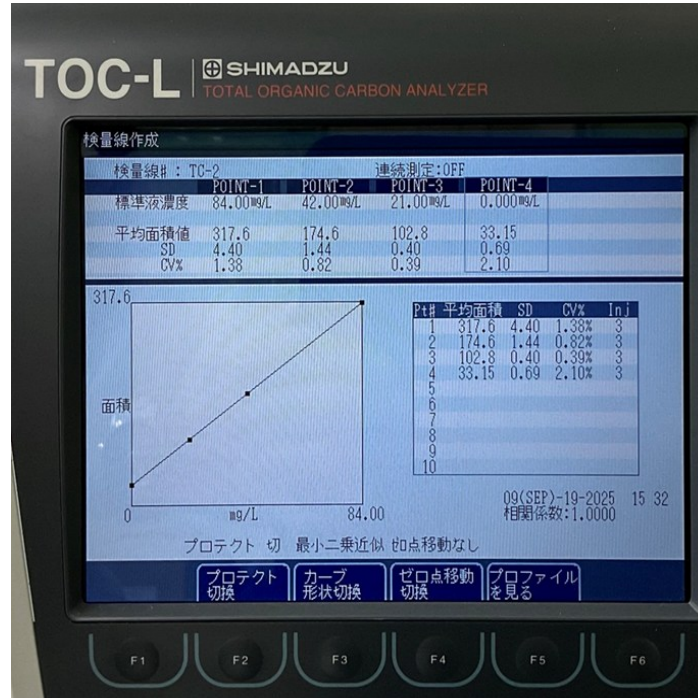 TOC-L
SHIMADZU
TOTAL ORGANIC CARBON ANALYZER
検量線作成
検量線# : TC-2 連続測定:OFF
POINT-1 POINT-2 POINT-3 POINT-4
標準液濃度 84.00mg/L 42.00mg/L 21.00mg/L 0.000mg/L
平均面積値 317.6 174.6 102.8 33.15
SD 4.40 1.44 0.40 0.69
CV% 1.38 0.82 0.39 2.10
317.6
面積
0 mg/L 84.00
Pt# 平均面積 SD CV% Inj
1 317.6 4.40 1.38% 3
2 174.6 1.44 0.82% 3
3 102.8 0.40 0.39% 3
4 33.15 0.69 2.10% 3
5
6
7
8
9
10
09(SEP)-19-2025 15 32
相関係数:1.0000
プロテクト 切 最小二乗近似 ゼロ点移動なし
プロテクト
切換
カーブ
形状切換
ゼロ点移動
切換
プロファイル
を見る
F1 F2 F3 F4 F5 F6